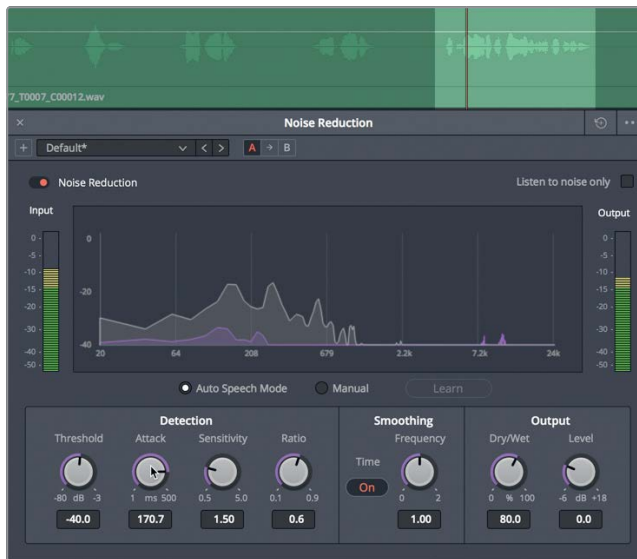 7_T0007_C00012.wav
× Noise Reduction
+ Default* < > A → B
Noise Reduction Listen to noise only
Input Output
0 -
-5 -
-10 -
-15 -
-20 -
-30 -
-40 -
-50 -
0
-20
-40
20 64 208 679 2.2k 7.2k 24k
0 -
-5 -
-10 -
-15 -
-20 -
-30 -
-40 -
-50 -
Auto Speech Mode Manual Learn
Detection Smoothing Output
Threshold Attack Sensitivity Ratio Frequency Dry/Wet Level
Time
On
-80 dB -3 1 ms 500 0.5 5.0 0.1 0.9 0 2 0 % 100 -6 dB +18
-40.0 170.7 1.50 0.6 1.00 80.0 0.0